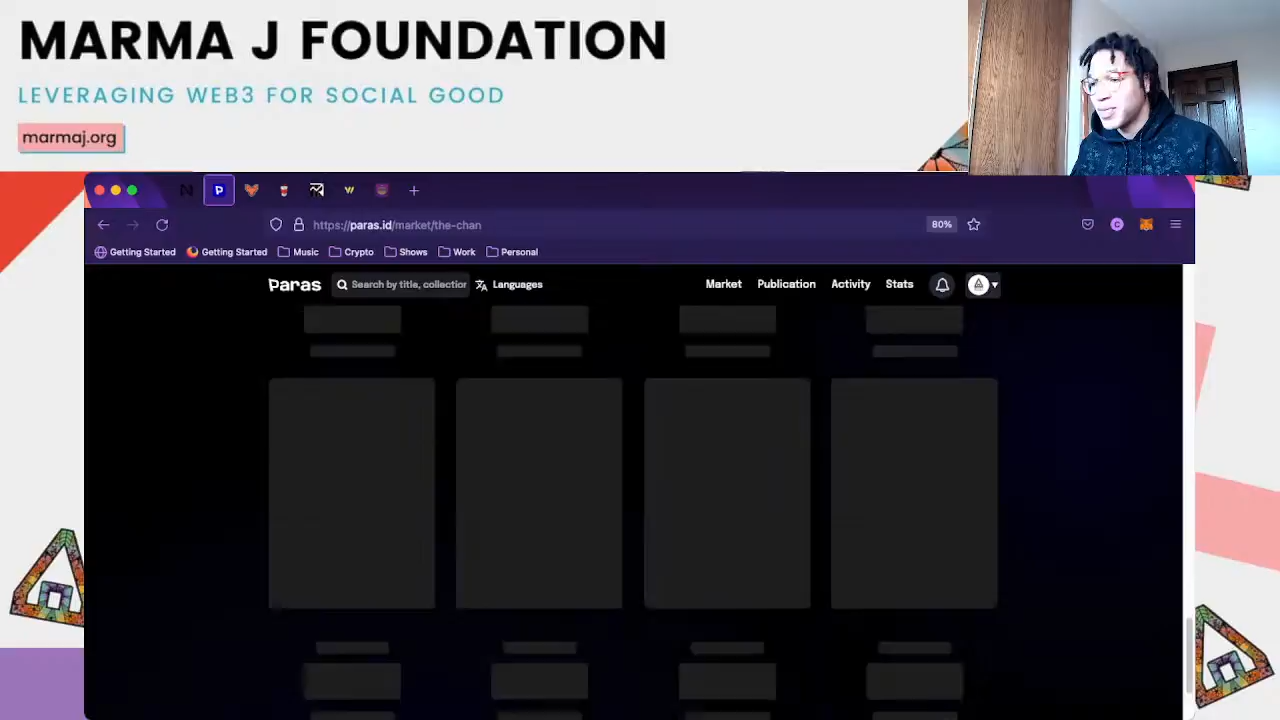 MARMA J FOUNDATION
LEVERAGING WEB3 FOR SOCIAL GOOD
marmaj.org
https://paras.id/market/the-chan
80%
Getting Started
Getting Started
Music
Crypto
Shows
Work
Personal
Paras
Search by title, collection
Languages
Market
Publication
Activity
Stats